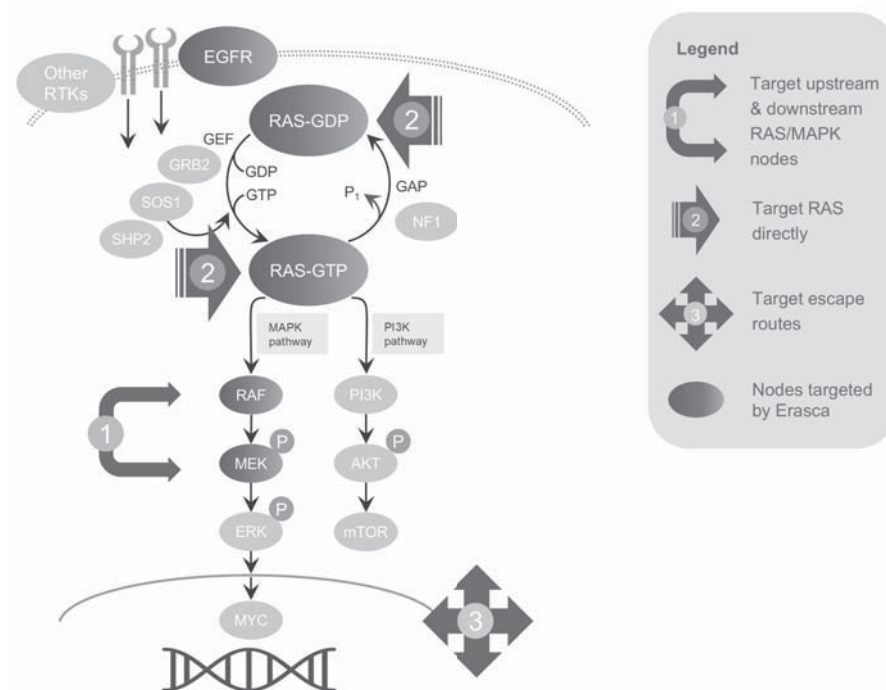 Other
RTKs
EGFR
RAS-GDP
2
GEF
GRB2
GDP
GTP
SOS1
SHP2
P1
GAP
NF1
2
RAS-GTP
MAPK
pathway
PI3K
pathway
1
RAF
PI3K
P
MEK
P
AKT
P
ERK
mTOR
MYC
3
Legend
1
Target upstream
& downstream
RAS/MAPK
nodes
2
Target RAS
directly
3
Target escape
routes
Nodes targeted
by Erasca